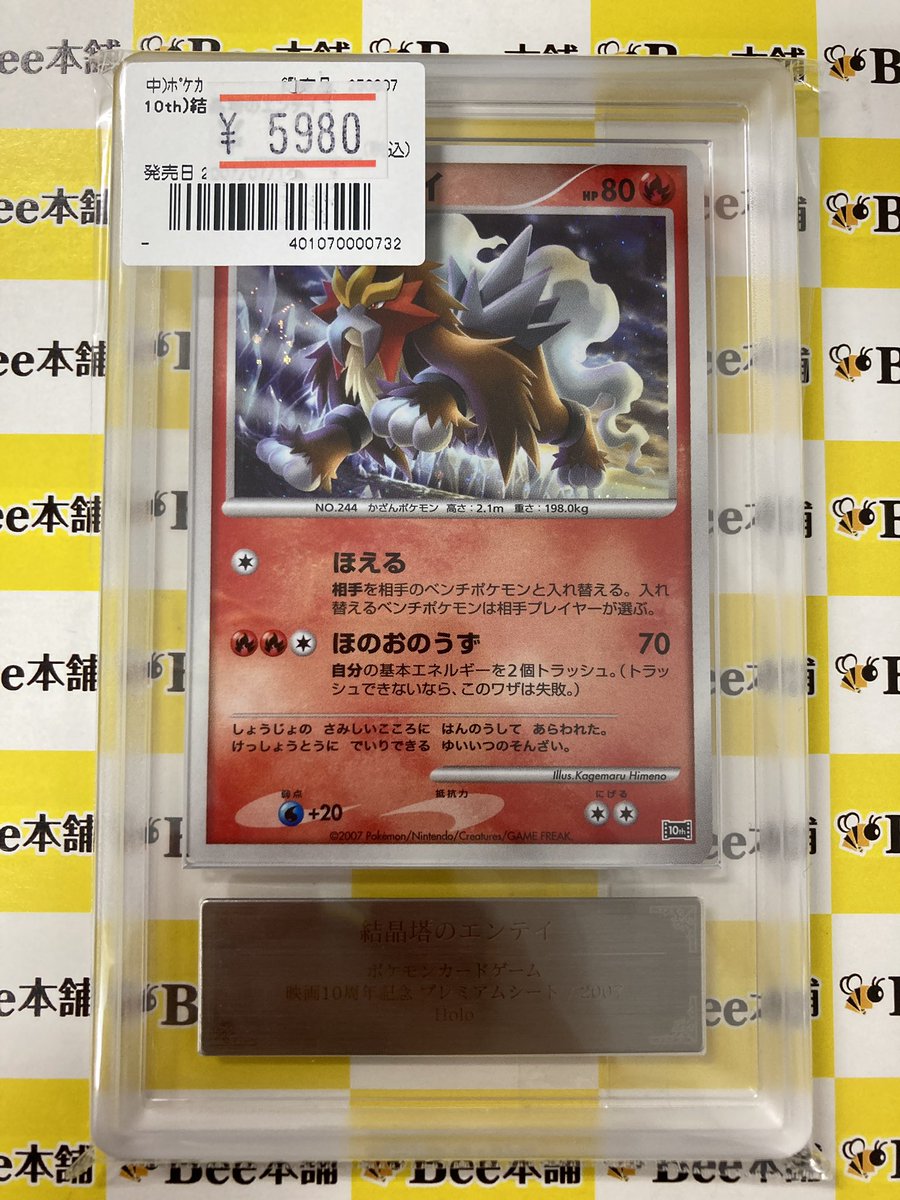 Bee本舗
中)ポケカ
10th)結
¥ 5980
込)
発売日 2
401070000732
イ
HP80
NO.244 かざんポケモン 高さ：2.1m 重さ：198.0kg
ほえる
相手を相手のベンチポケモンと入れ替える。入れ
替えるベンチポケモンは相手プレイヤーが選ぶ。
ほのおのうず 70
自分の基本エネルギーを2個トラッシュ。（トラッ
シュできないなら、このワザは失敗。）
しょうじょの さみしいこころに はんのうして あらわれた。
けっしょうとうに でいりできる ゆいいつのそんざい。
Illus.Kagemaru Himeno
弱点 抵抗力 にげる
+20
©2007 Pokémon/Nintendo/Creatures/GAME FREAK.
10th
結晶塔のエンテイ
ポケモンカードゲーム
映画10周年記念 プレミアムシート
Holo
Bee本舗